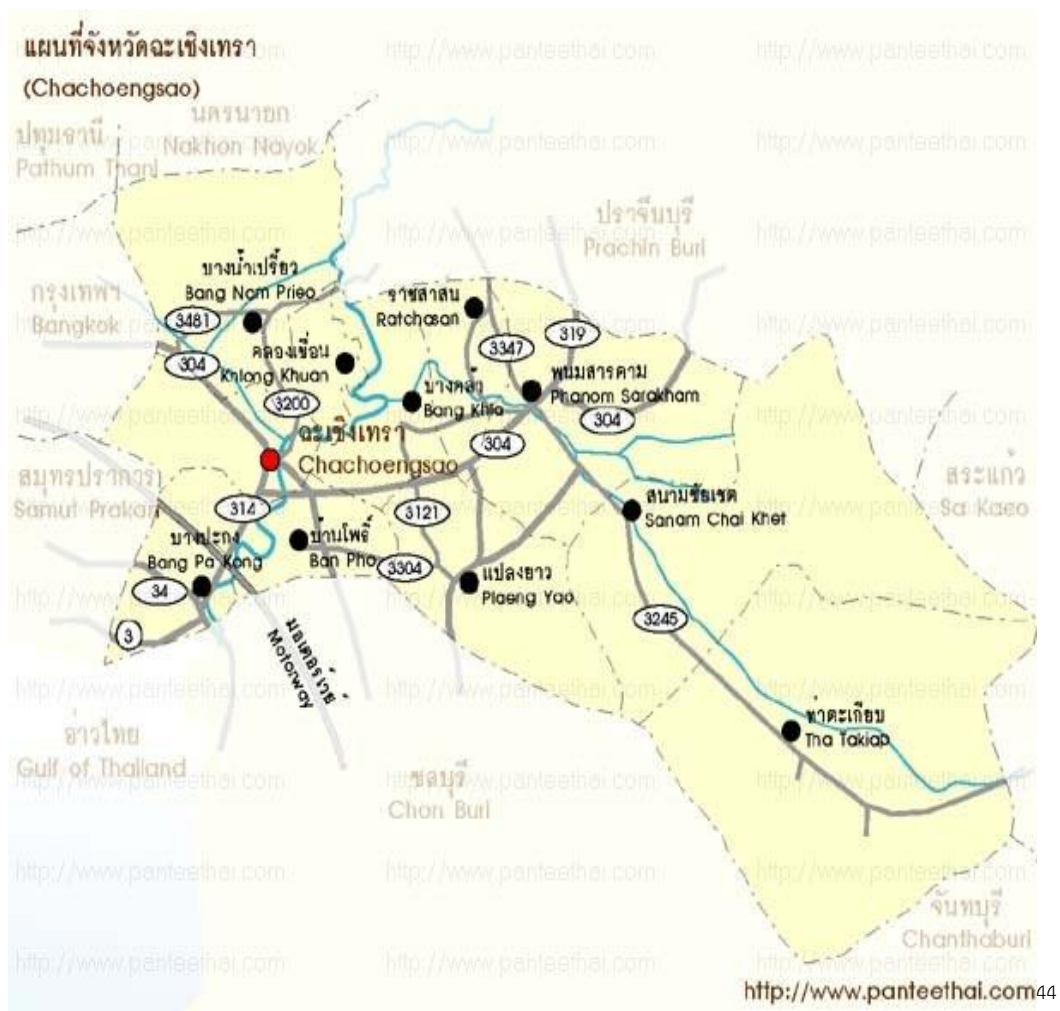 แผนที่จังหวัดฉะเชิงเทรา
(Chachoengsao)
นครนายก
Nakhon Nayok
ปทุมธานี
Pathum Thani
ปราจีนบุรี
Prachin Buri
บางน้ำเปรี้ยว
Bang Nam Prieo
กรุงเทพฯ
Bangkok
ราชสาสน
Ratchasan
3481
304
คลองเขื่อน
Khlong Khuan
3347
319
พนมสารคาม
Phanom Sarakham
บางคล้า
Bang Khla
3200
304
304
ฉะเชิงเทรา
Chachoengsao
สมุทรปราการ
Samut Prakan
สระแก้ว
Sa Kaeo
สนามชัยเขต
Sanam Chai Khet
314
3121
บางปะกง
Bang Pa Kong
บ้านโพธิ์
Ban Pho
3304
แปลงยาว
Plaeng Yao
34
3
3245
มอเตอร์เวย์
Motorway
ท่าตะเกียบ
Tha Takiap
อ่าวไทย
Gulf of Thailand
ชลบุรี
Chon Buri
จันทบุรี
Chanthaburi
http://www.panteethai.com
44